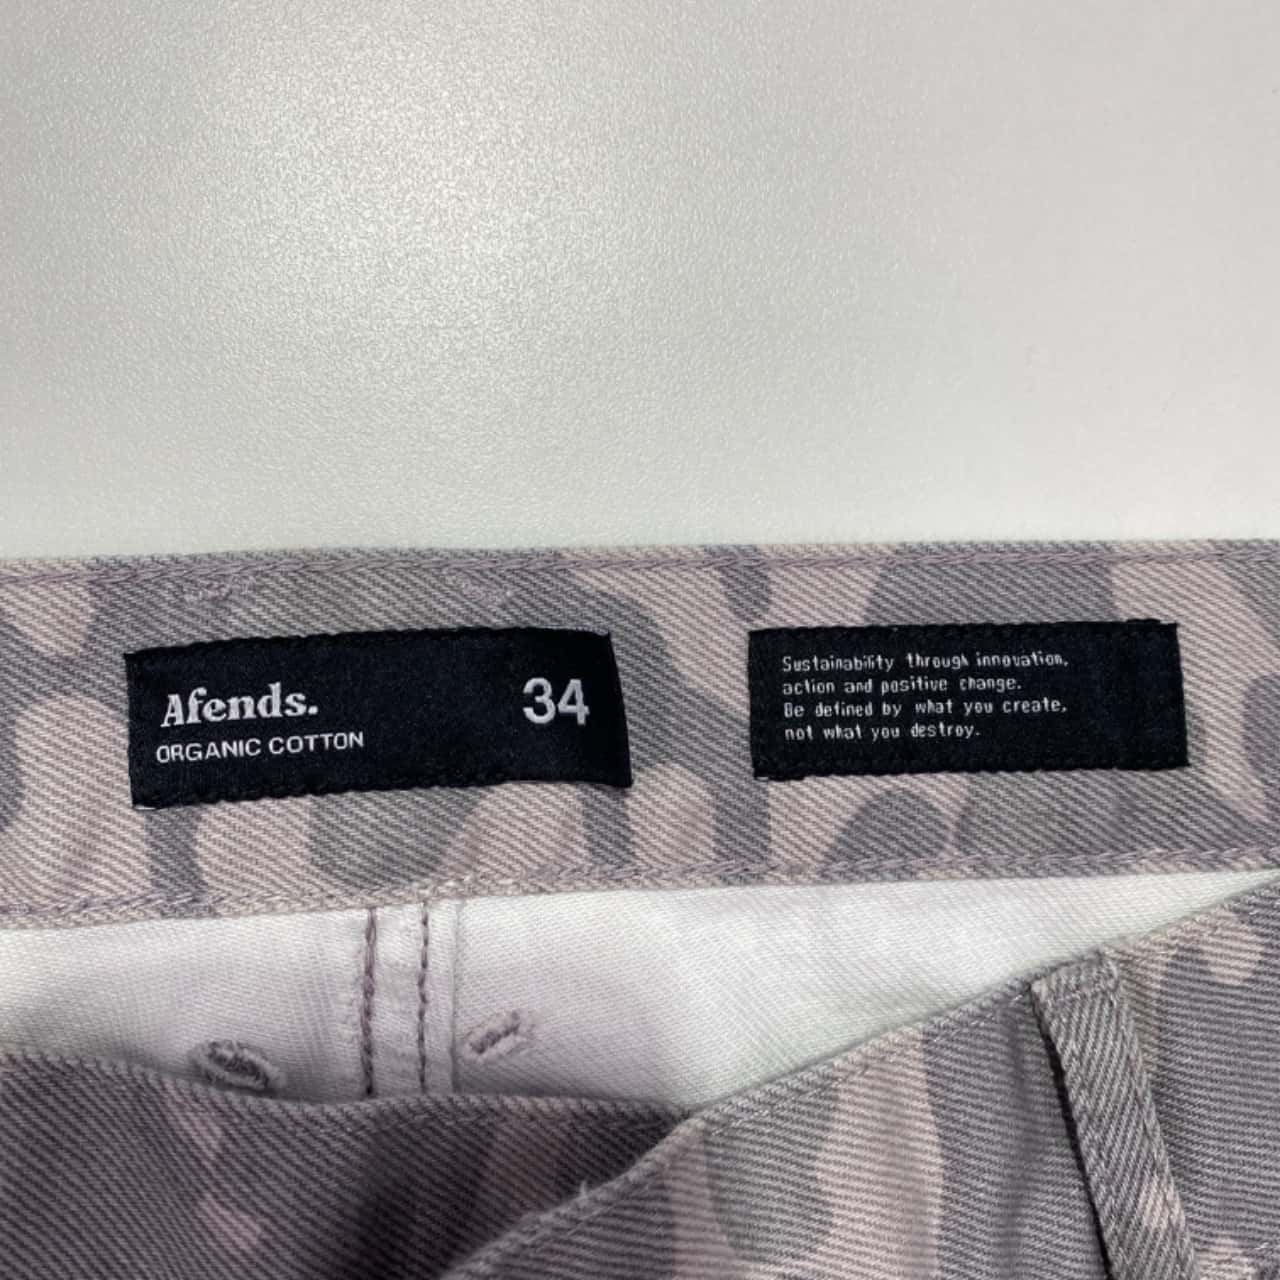 Afends.
ORGANIC COTTON
34
Sustainability through innovation,
action and positive change.
Be defined by what you create,
not what you destroy.